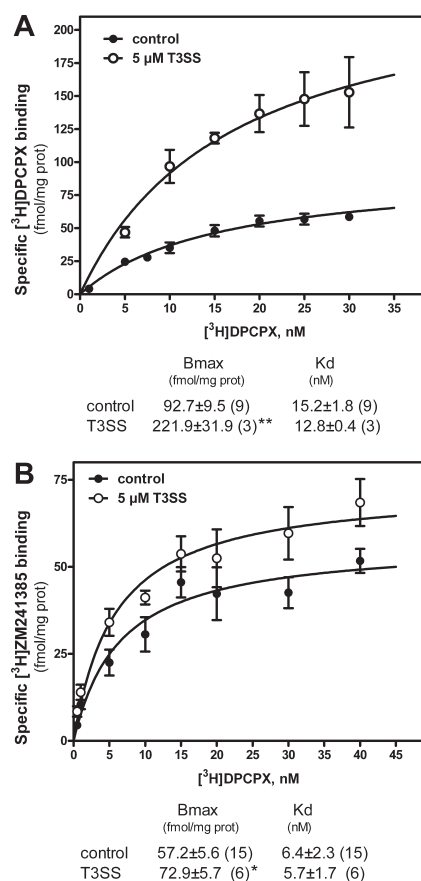 A
control
5 µM T3SS
Specific [³H]DPCPX binding
(fmol/mg prot)
200
175
150
125
100
75
50
25
0
0 5 10 15 20 25 30 35
[³H]DPCPX, nM
Bmax Kd
(fmol/mg prot) (nM)
control 92.7±9.5 (9) 15.2±1.8 (9)
T3SS 221.9±31.9 (3)** 12.8±0.4 (3)
B
control
5 µM T3SS
Specific [³H]ZM241385 binding
(fmol/mg prot)
75
50
25
0
0 5 10 15 20 25 30 35 40 45
[³H]DPCPX, nM
Bmax Kd
(fmol/mg prot) (nM)
control 57.2±5.6 (15) 6.4±2.3 (15)
T3SS 72.9±5.7 (6)* 5.7±1.7 (6)